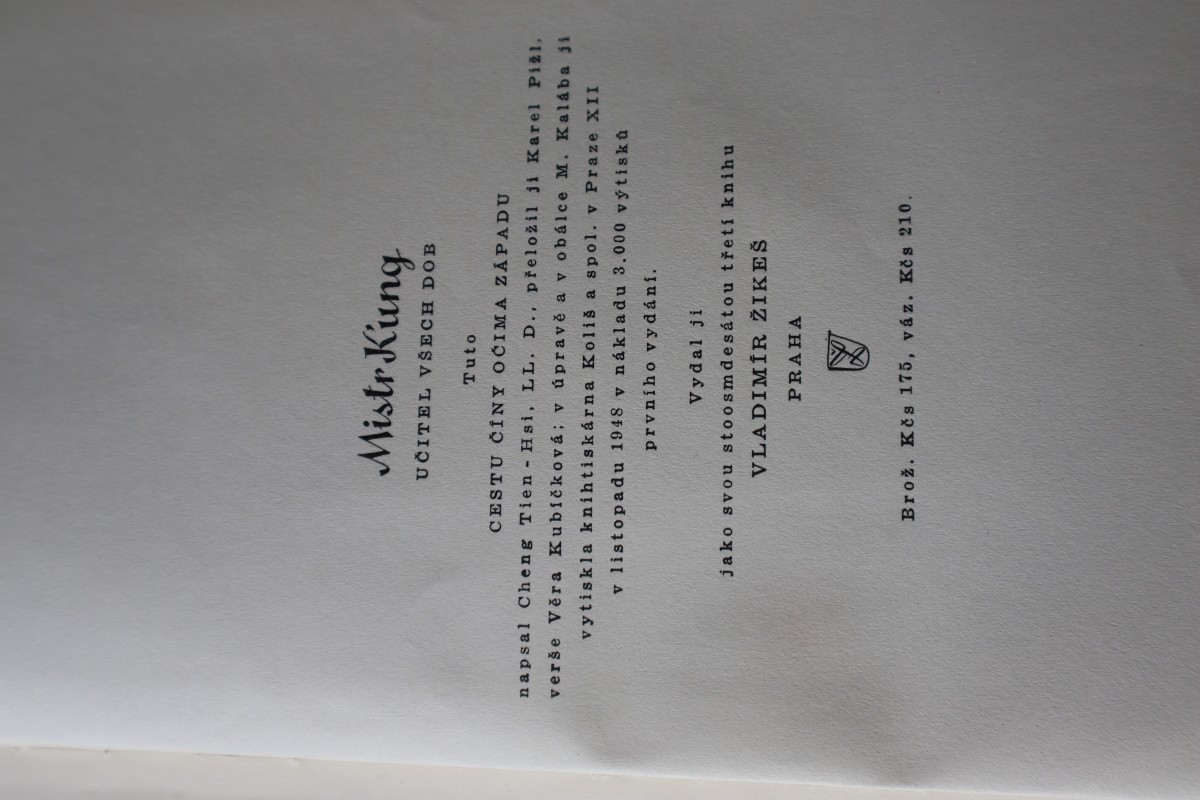 Mistr K'ung
UČITEL VŠECH DOB
Tuto
CESTU ČÍNY OČIMA ZÁPADU
napsal Cheng Tien-Hsi, LL. D., přeložil ji Karel Pižl,
verše Věra Kubíčková; v úpravě a v obálce M. Kalába ji
vytiskla knihtiskárna Koliš a spol. v Praze XII
v listopadu 1948 v nákladu 3.000 výtisků
prvního vydání.
Vydal ji
jako svou stoosmdesátou třetí knihu
VLADIMÍR ŽIKEŠ
PRAHA
Brož. Kčs 175, váz. Kčs 210.